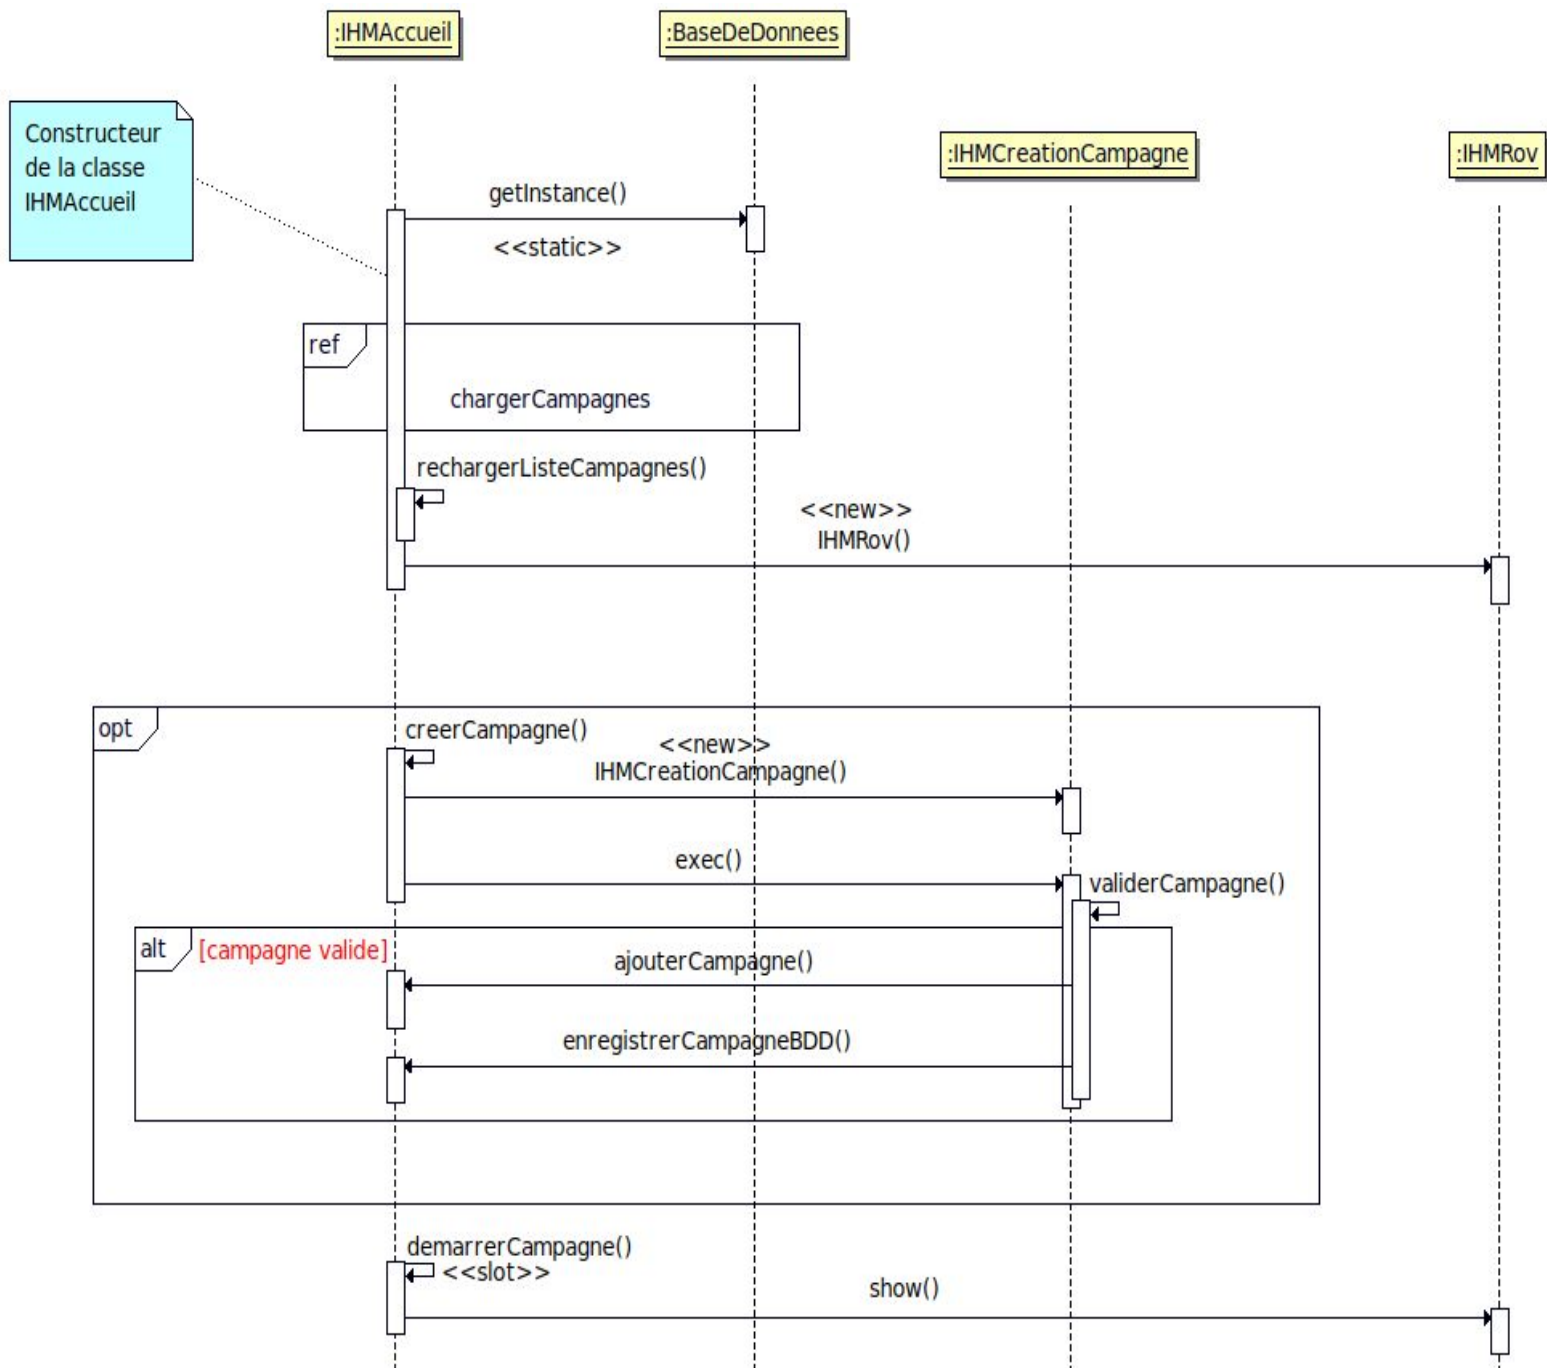 :IHMAccueil
:BaseDeDonnees
Constructeur
de la classe
IHMAccueil
:IHMCreationCampagne
:IHMRov
getInstance()
<<static>>
ref
chargerCampagnes
rechargerListeCampagnes()
<<new>>
IHMRov()
opt
creerCampagne()
<<new>>
IHMCreationCampagne()
exec()
validerCampagne()
alt
[campagne valide]
ajouterCampagne()
enregistrerCampagneBDD()
demarrerCampagne()
<<slot>>
show()